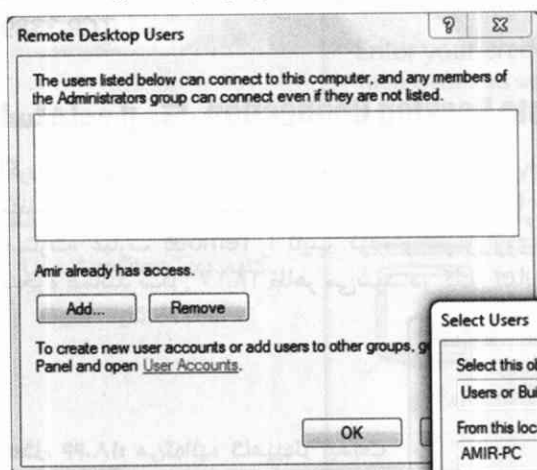 Remote Desktop Users
The users listed below can connect to this computer, and any members of
the Administrators group can connect even if they are not listed.
Amir already has access.
Add...
Remove
To create new user accounts or add users to other groups,
Panel and open User Accounts.
OK
Select Users
Select this
Users or
From this
AMIR-PC